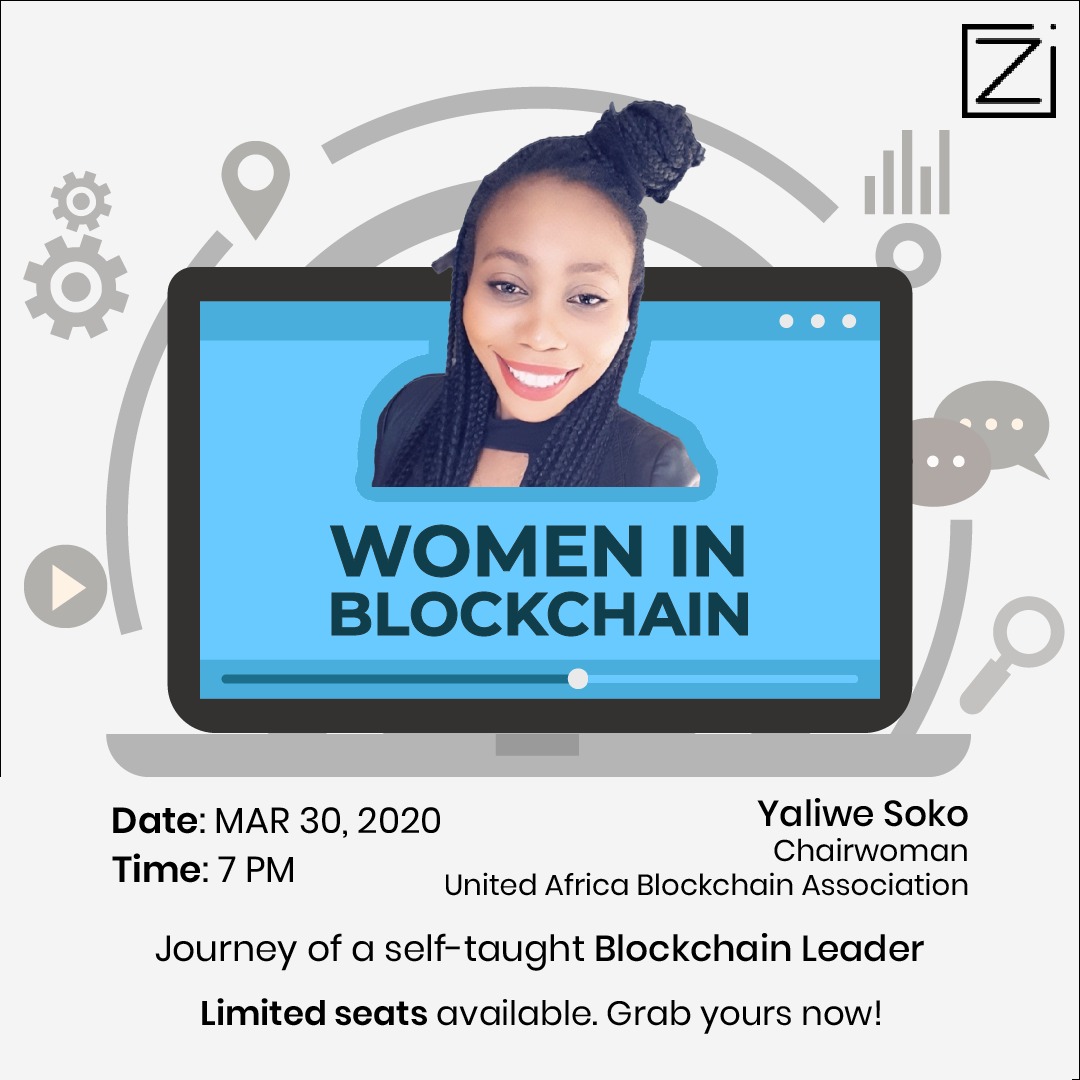 Z
WOMEN IN
BLOCKCHAIN
Date: MAR 30, 2020
Time: 7 PM
Yaliwe Soko
Chairwoman
United Africa Blockchain Association
Journey of a self-taught Blockchain Leader
Limited seats available. Grab yours now!